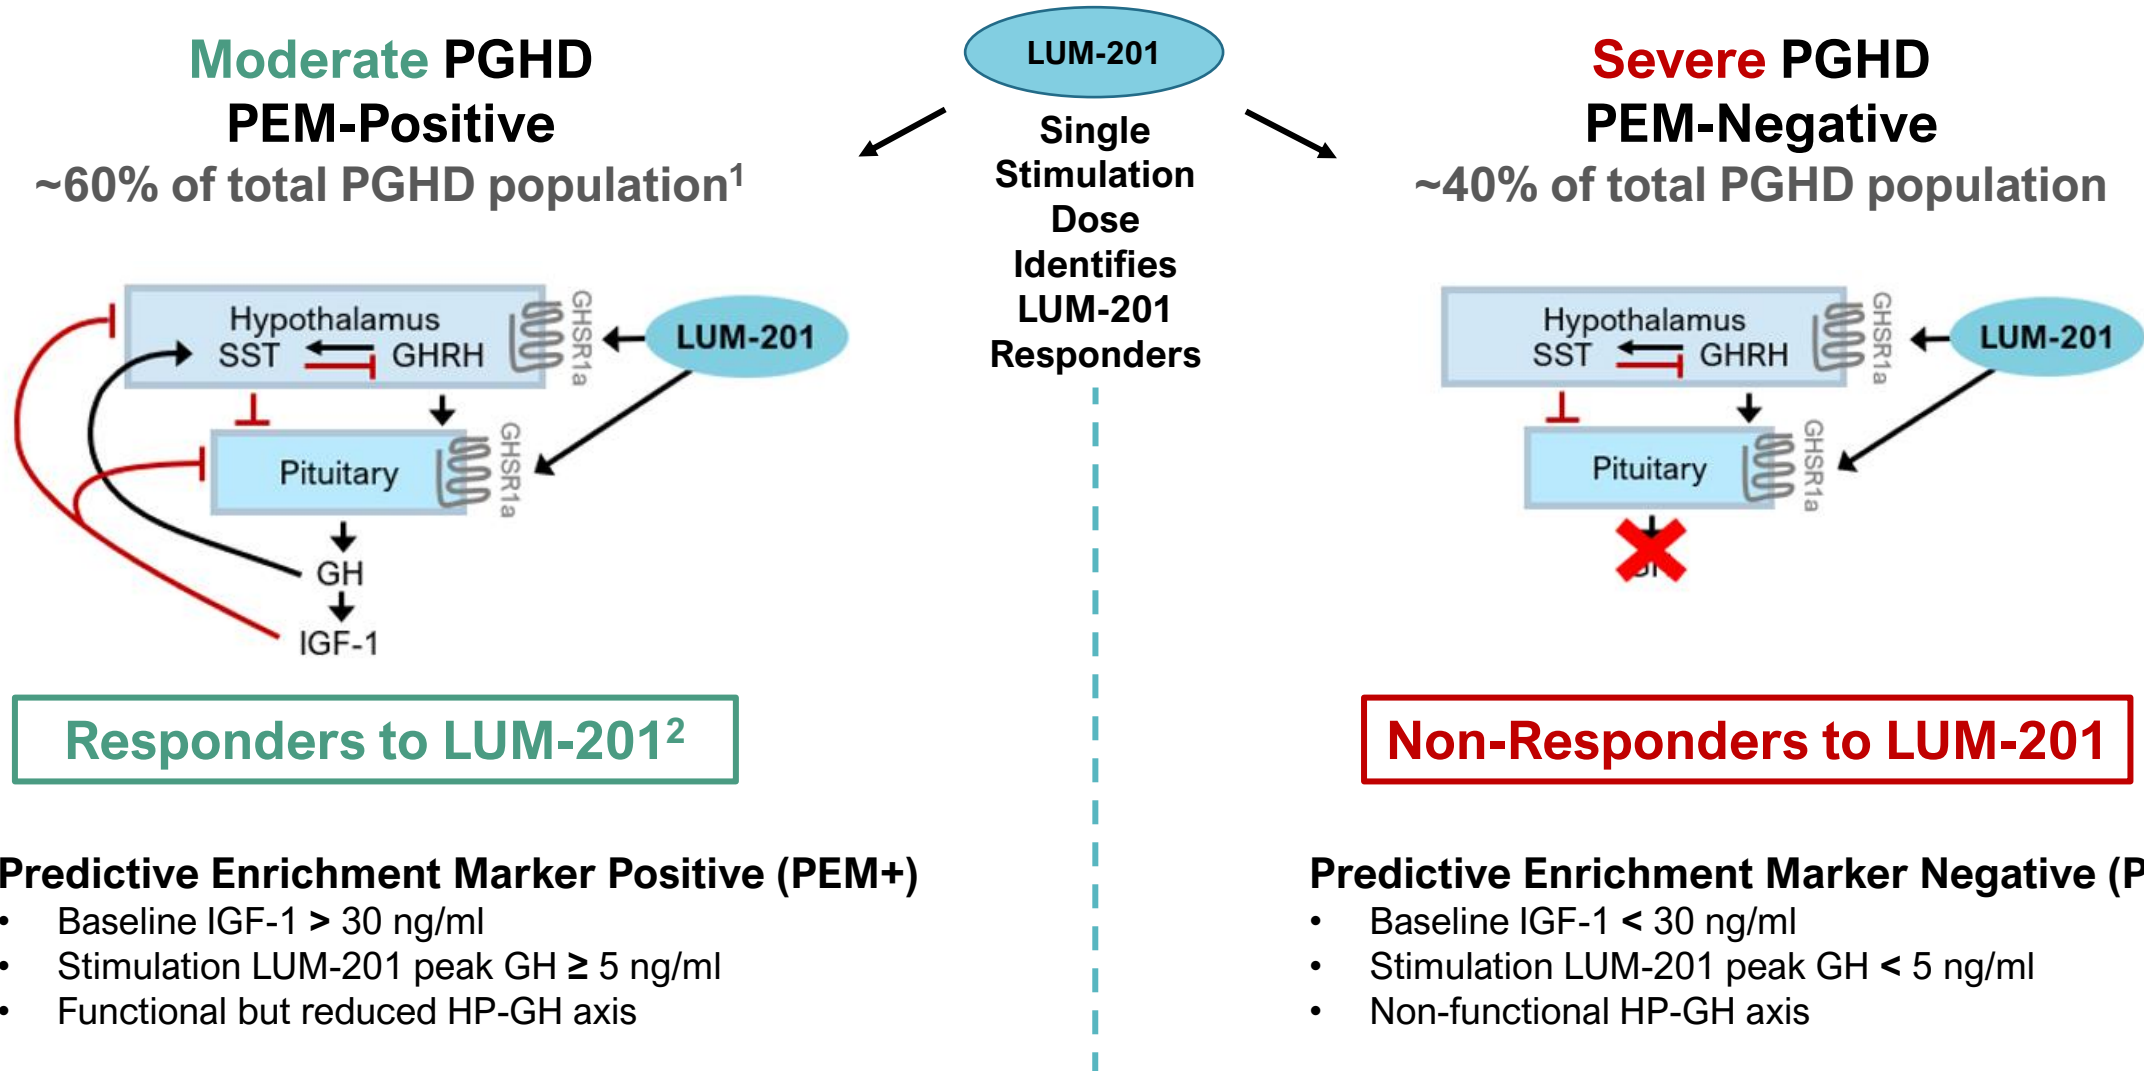 Moderate PGHD
PEM-Positive
~60% of total PGHD population¹
Hypothalamus
SST
GHRH
GHSR1a
LUM-201
Pituitary
GHSR1a
GH
IGF-1
Responders to LUM-201²
Predictive Enrichment Marker Positive (PEM+)
• Baseline IGF-1 > 30 ng/ml
• Stimulation LUM-201 peak GH ≥ 5 ng/ml
• Functional but reduced HP-GH axis
LUM-201
Single
Stimulation
Dose
Identifies
LUM-201
Responders
Severe PGHD
PEM-Negative
~40% of total PGHD population
Hypothalamus
SST
GHRH
GHSR1a
LUM-201
Pituitary
GHSR1a
Non-Responders to LUM-201
Predictive Enrichment Marker Negative (P
• Baseline IGF-1 < 30 ng/ml
• Stimulation LUM-201 peak GH < 5 ng/ml
• Non-functional HP-GH axis